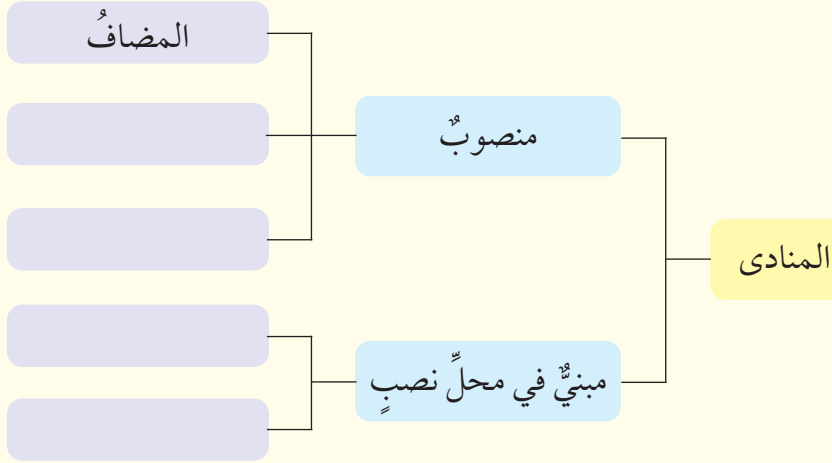 المنادى
منصوبٌ
المضافُ
مبنيٌّ في محلِّ نصبٍ